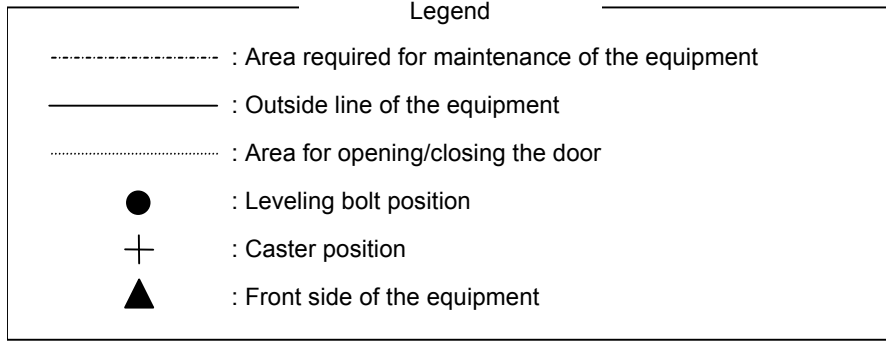 Legend
: Area required for maintenance of the equipment
: Outside line of the equipment
: Area for opening/closing the door
: Leveling bolt position
: Caster position
: Front side of the equipment